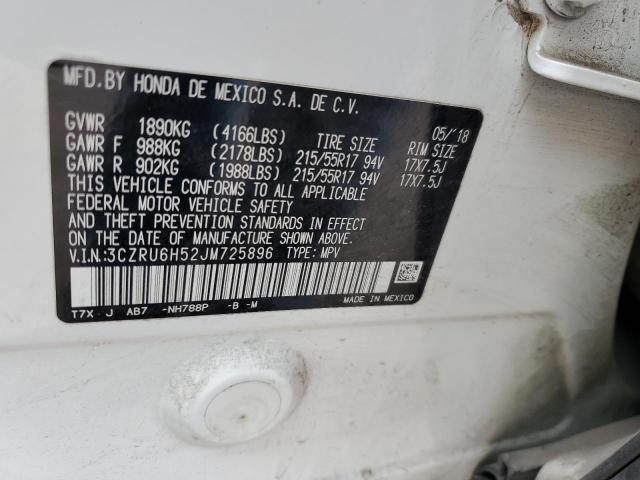 MFD.BY HONDA DE MEXICO S.A. DE C.V.
05/'18
GVWR 1890KG (4166LBS) TIRE SIZE RIM SIZE
GAWR F 988KG (2178LBS) 215/55R17 94V 17X7.5J
GAWR R 902KG (1988LBS) 215/55R17 94V 17X7.5J
THIS VEHICLE CONFORMS TO ALL APPLICABLE
FEDERAL MOTOR VEHICLE SAFETY
AND THEFT PREVENTION STANDARDS IN EFFECT
ON THE DATE OF MANUFACTURE SHOWN ABOVE.
V.I.N:3CZRU6H52JM725896 TYPE: MPV
MADE IN MEXICO
T7X J AB7 -NH788P -B -M